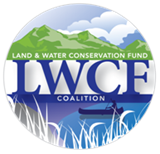 LAND & WATER CONSERVATION FUND
LWCF
COALITION